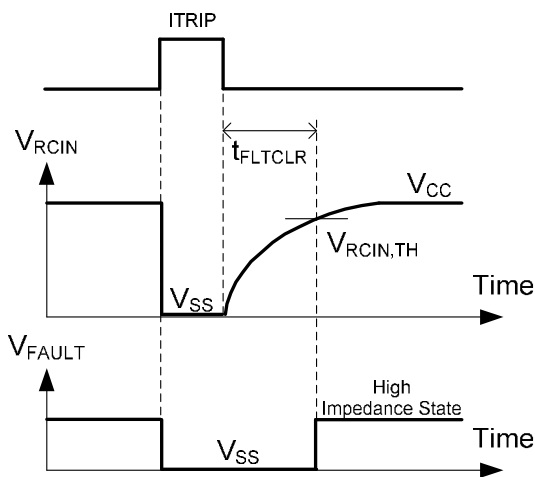 ITRIP
VRCIN
tFLTCLR
VCC
VRCIN,TH
VSS
Time
VFAULT
High
Impedance State
VSS
Time